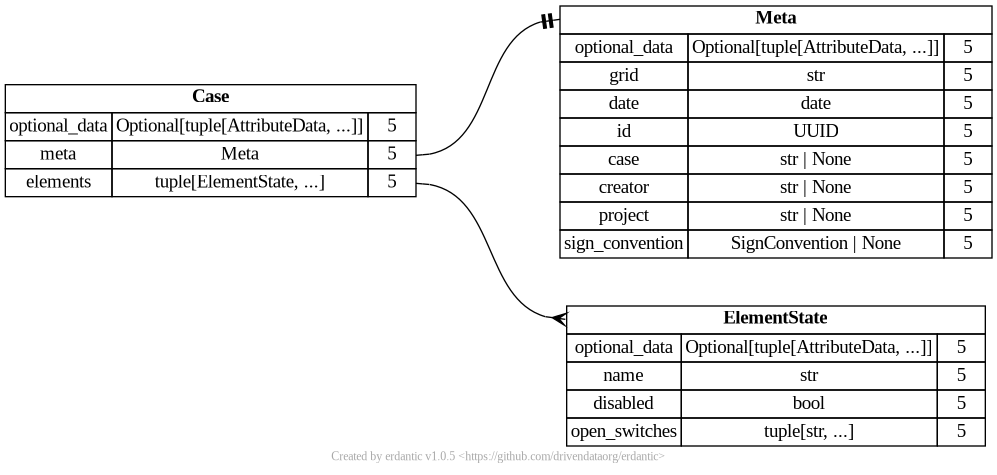 Case
optional_data Optional[tuple[AttributeData, ...]] 5
meta Meta 5
elements tuple[ElementState, ...] 5
Meta
optional_data Optional[tuple[AttributeData, ...]] 5
grid str 5
date date 5
id UUID 5
case str | None 5
creator str | None 5
project str | None 5
sign_convention SignConvention | None 5
ElementState
optional_data Optional[tuple[AttributeData, ...]] 5
name str 5
disabled bool 5
open_switches tuple[str, ...] 5
Created by erdantic v1.0.5 <https://github.com/drivendataorg/erdantic>